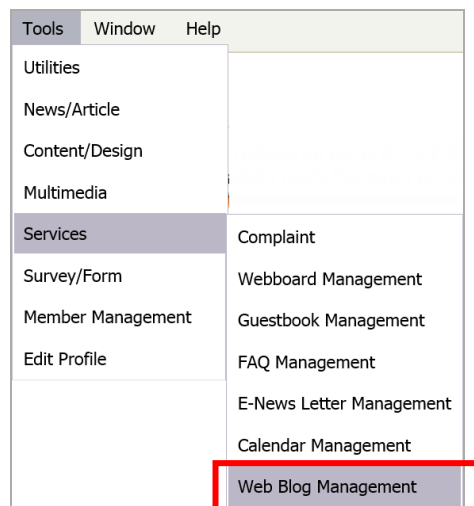 Tools Window Help
Utilities
News/Article
Content/Design
Multimedia
Services
Survey/Form
Member Management
Edit Profile
Complaint
Webboard Management
Guestbook Management
FAQ Management
E-News Letter Management
Calendar Management
Web Blog Management